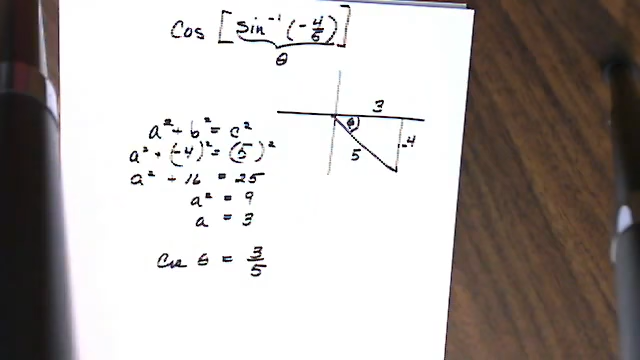 Cos [sin⁻¹(-4/5)]
θ
a² + b² = c²
a² + (-4)² = (5)²
a² + 16 = 25
a² = 9
a = 3
Cos θ = 3/5
3
θ
5
-4